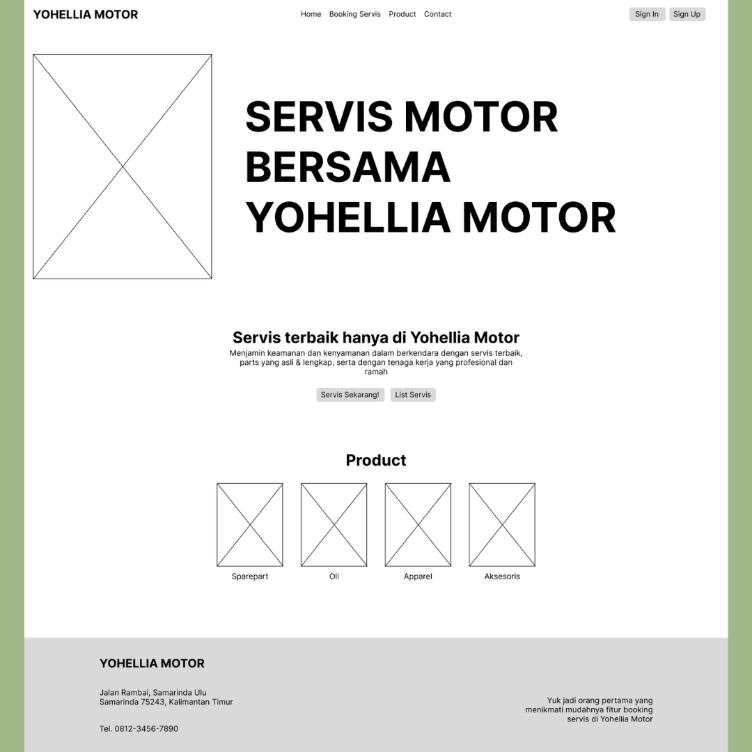 YOHELLIA MOTOR
Home Booking Servis Product Contact
Sign In Sign Up
SERVIS MOTOR
BERSAMA
YOHELLIA MOTOR
Servis terbaik hanya di Yohellia Motor
Menjamin keamanan dan kenyamanan dalam berkendara dengan servis terbaik,
parts yang asli & lengkap, serta dengan tenaga kerja yang profesional dan
ramah
Servis Sekarang! List Servis
Product
Sparepart Oli Apparel Aksesoris
YOHELLIA MOTOR
Jalan Rambai, Samarinda Ulu
Samarinda 75243, Kalimantan Timur
Tel. 0812-3456-7890
Yuk jadi orang pertama yang
menikmati mudahnya fitur booking
servis di Yohellia Motor